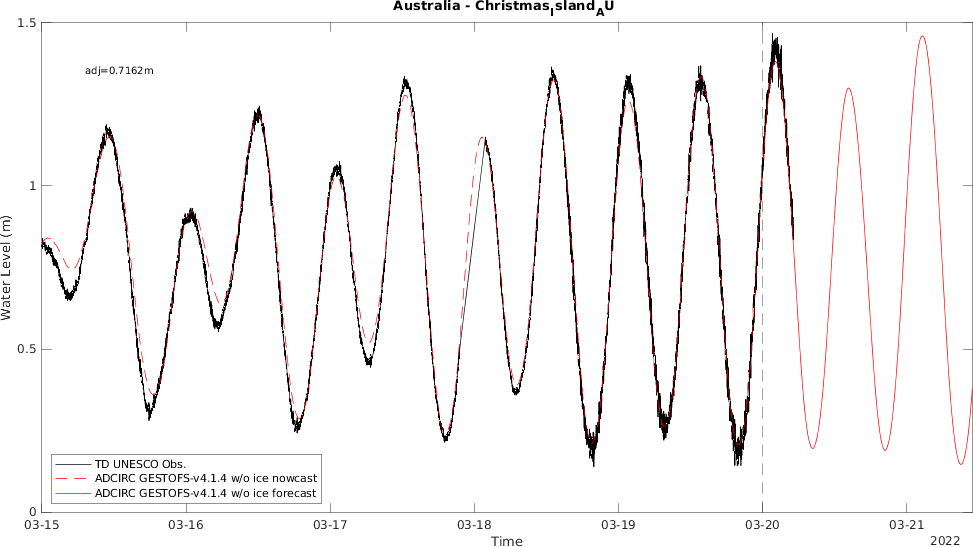 Australia - Christmas_Island_AU
1.5
adj=0.7162m
1
Water Level (m)
0.5
TD UNESCO Obs.
ADCIRC GESTOFS-v4.1.4 w/o ice nowcast
ADCIRC GESTOFS-v4.1.4 w/o ice forecast
0
03-15 03-16 03-17 03-18 03-19 03-20 03-21
Time
2022